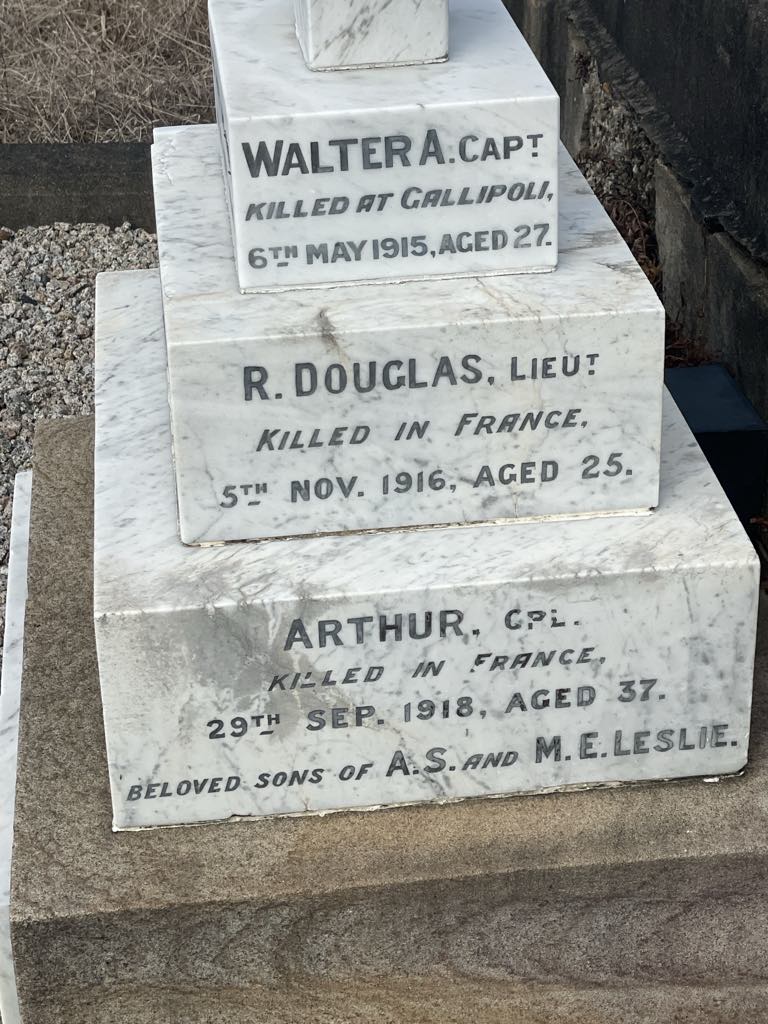 WALTER A. CAPT
KILLED AT GALLIPOLI,
6TH MAY 1915, AGED 27.
R. DOUGLAS, LIEUT
KILLED IN FRANCE,
5TH NOV. 1916, AGED 25.
ARTHUR, CPL.
KILLED IN FRANCE,
29TH SEP. 1918, AGED 37.
BELOVED SONS OF A.S. AND M.E. LESLIE.